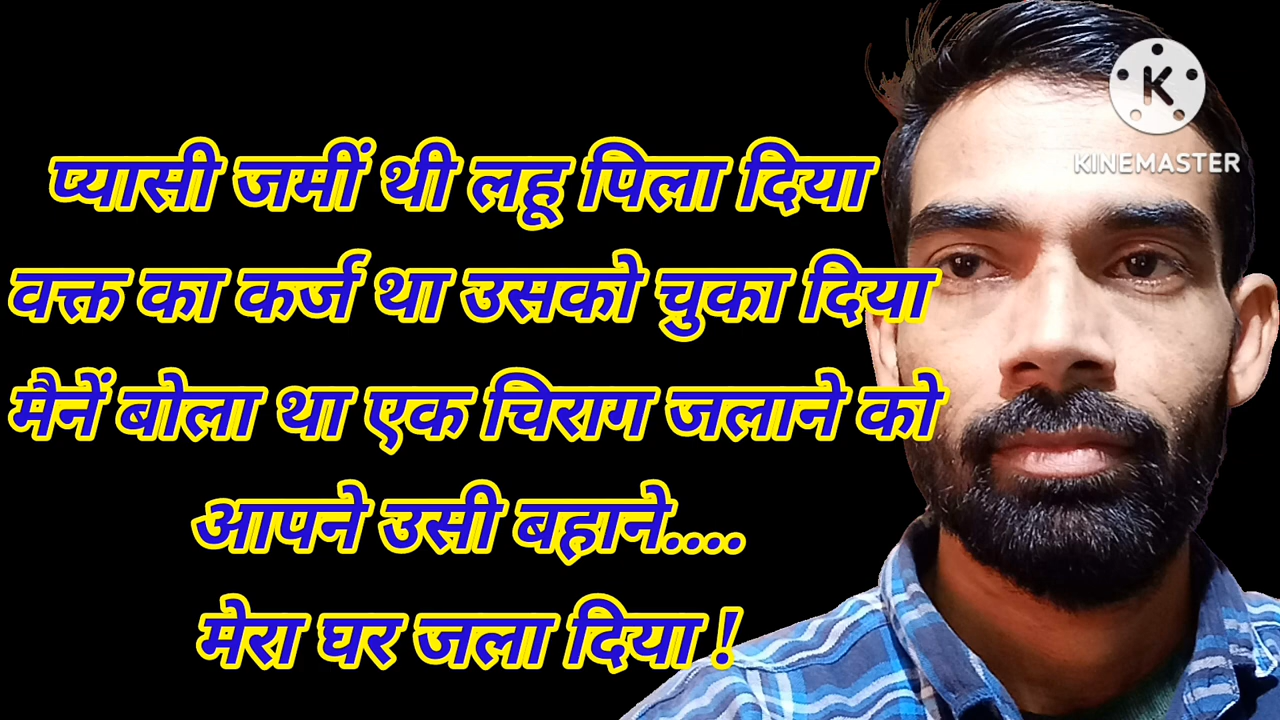 प्यासी जमीं थी लहू पिला दिया
वक्त का कर्ज था उसको चुका दिया
मैनें बोला था एक चिराग जलाने को
आपने उसी बहाने....
मेरा घर जला दिया !
K
KINEMASTER